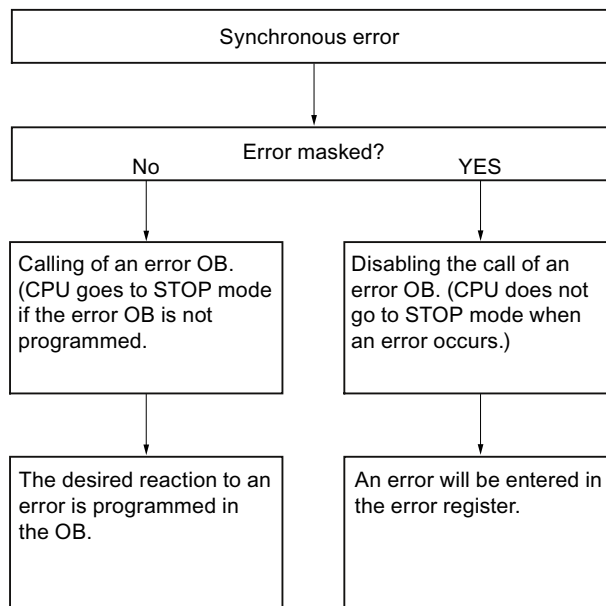 Synchronous error
Error masked?
No
YES
Calling of an error OB.
(CPU goes to STOP mode
if the error OB is not
programmed.
Disabling the call of an
error OB. (CPU does not
go to STOP mode when
an error occurs.)
The desired reaction to an
error is programmed in
the OB.
An error will be entered in
the error register.